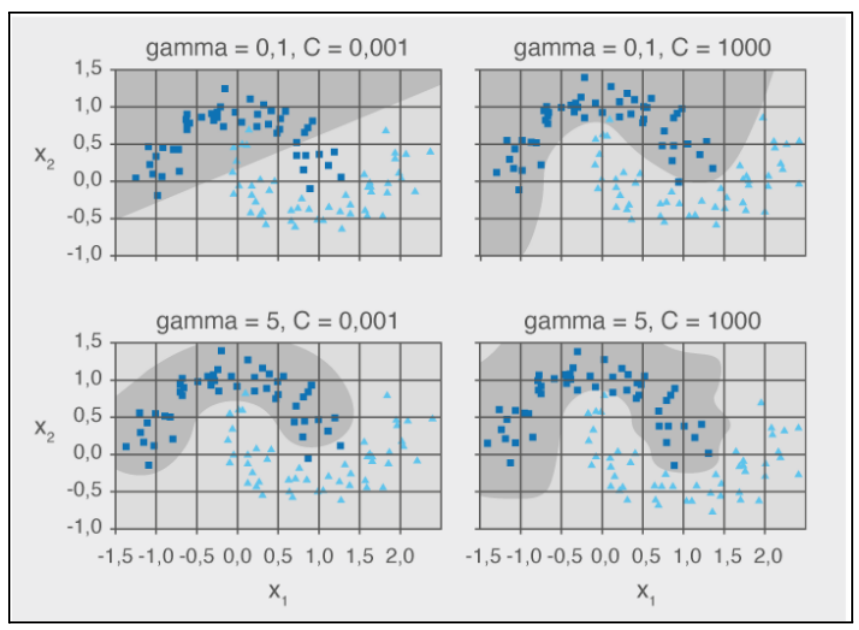 gamma = 0,1, C = 0,001
gamma = 0,1, C = 1000
1,5
1,0
0,5
0,0
-0,5
-1,0
x2
gamma = 5, C = 0,001
gamma = 5, C = 1000
1,5
1,0
0,5
0,0
-0,5
-1,0
x2
-1,5 -1,0 -0,5 0,0 0,5 1,0 1,5 2,0
-1,5 -1,0 -0,5 0,0 0,5 1,0 1,5 2,0
x1
x1